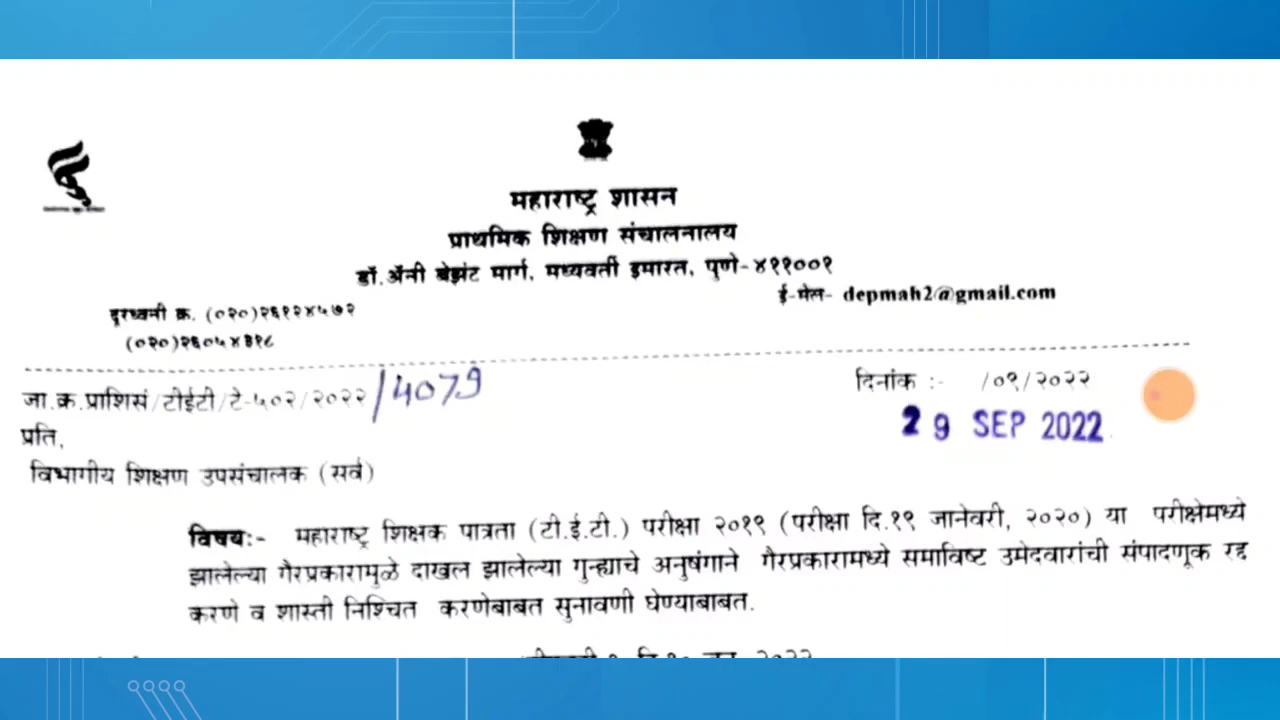 महाराष्ट्र शासन
प्राथमिक शिक्षण संचालनालय
डॉ.ॲनी बेझंट मार्ग, मध्यवर्ती इमारत, पुणे-४११००१
दुरध्वनी क्र. (०२०)२६१२४५७२
ई-मेल- depmah2@gmail.com
(०२०)२६०५४३१८
जा.क्र.प्राशिसं/टीईटी/टे-५०२/२०२२/4079
दिनांक :- /०९/२०२२
प्रति,
29 SEP 2022
विभागीय शिक्षण उपसंचालक (सर्व)
विषयः- महाराष्ट्र शिक्षक पात्रता (टी.ई.टी.) परीक्षा २०१९ (परीक्षा दि.१९ जानेवरी, २०२०) या परीक्षेमध्ये
झालेल्या गैरप्रकारामुळे दाखल झालेल्या गुन्ह्याचे अनुषंगाने गैरप्रकारामध्ये समाविष्ट उमेदवारांची संपादणूक रद्द
करणे व शास्ती निश्चित करणेबाबत सुनावणी घेण्याबाबत.